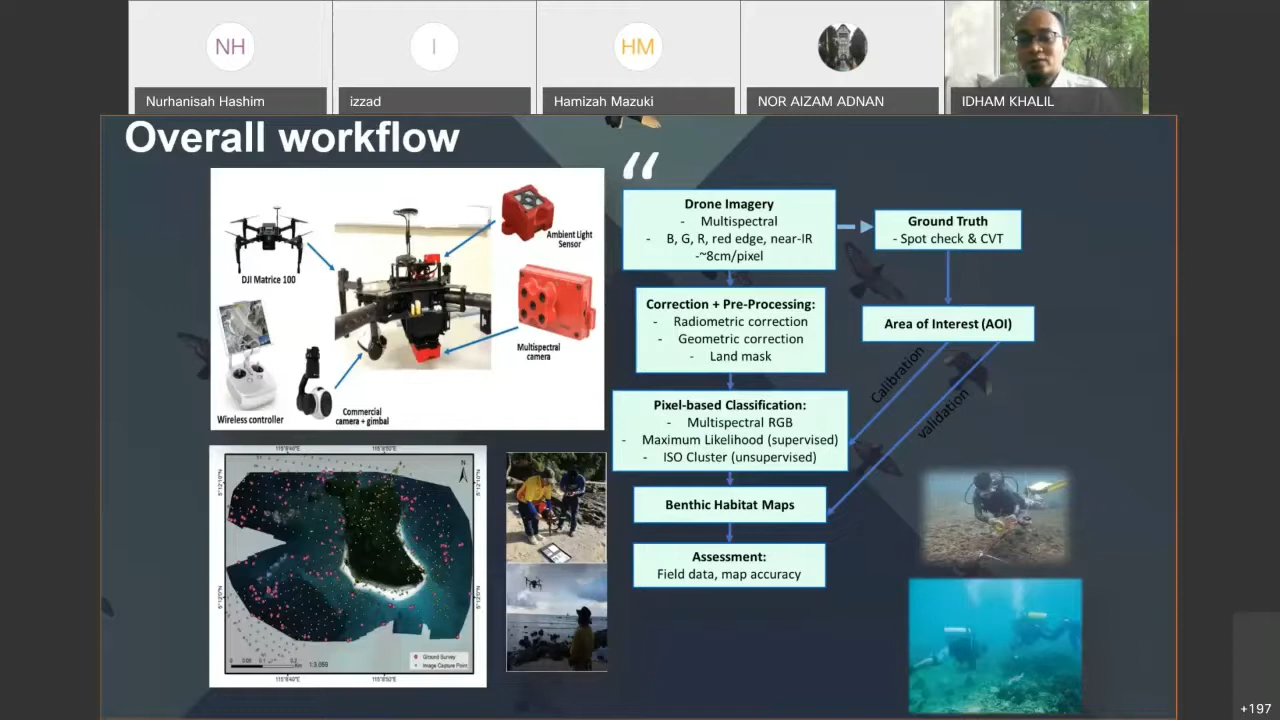 NH
I
HM
Nurhanisah Hashim
izzad
Hamizah Mazuki
NOR AIZAM ADNAN
IDHAM KHALIL
Overall workflow
“
DJI Matrice 100
Ambient Light
Sensor
Multispectral
camera
Wireless controller
Commercial
camera + gimbal
Drone Imagery
- Multispectral
- B, G, R, red edge, near-IR
-~8cm/pixel
Ground Truth
- Spot check & CVT
Correction + Pre-Processing:
- Radiometric correction
- Geometric correction
- Land mask
Area of Interest (AOI)
Calibration
validation
Pixel-based Classification:
- Multispectral RGB
- Maximum Likelihood (supervised)
- ISO Cluster (unsupervised)
Benthic Habitat Maps
Assessment:
Field data, map accuracy
N
Ground Survey
Image Capture Point
+197